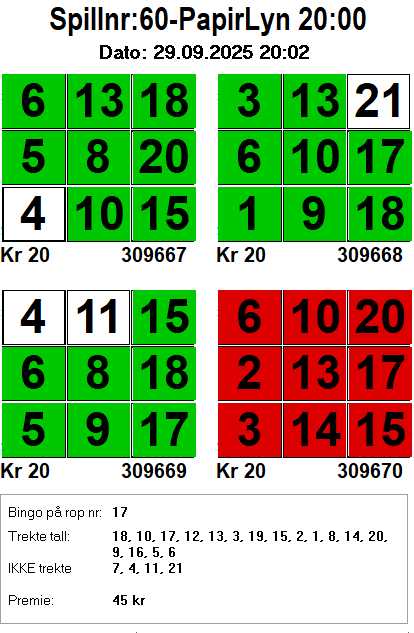 Spillnr:60-PapirLyn 20:00
Dato: 29.09.2025 20:02
6 13 18
5 8 20
4 10 15
Kr 20 309667
3 13 21
6 10 17
1 9 18
Kr 20 309668
4 11 15
6 8 18
5 9 17
Kr 20 309669
6 10 20
2 13 17
3 14 15
Kr 20 309670
Bingo på rop nr: 17
Trekte tall: 18, 10, 17, 12, 13, 3, 19, 15, 2, 1, 8, 14, 20,
9, 16, 5, 6
IKKE trekte 7, 4, 11, 21
Premie: 45 kr